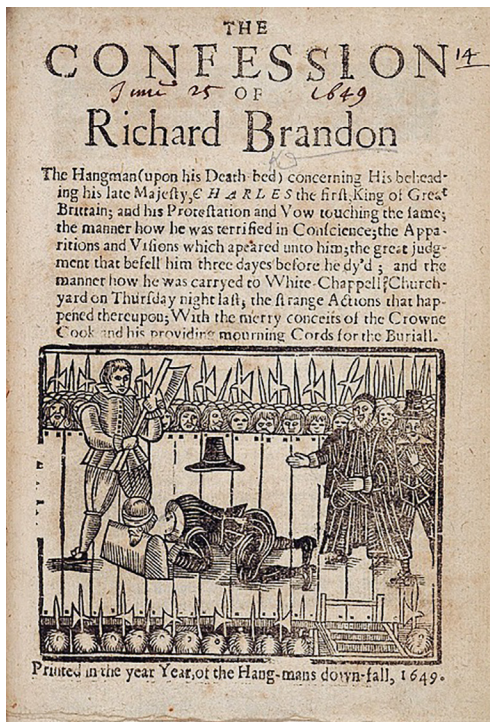 THE
CONFESSION 14
Junii 25 OF 1649
Richard Brandon
The Hangman (upon his Death-bed) concerning His behead-
ing his late Majeſty, CHARLES the firſt, King of Great
Brittain; and his Proteſtation and Vow touching the ſame;
the manner how he was terrified in Conſcience; the Appa-
ritions and Viſions which apeared unto him; the great judg-
ment that befell him three dayes before he dy'd; and the
manner how he was carryed to White-Chappell Church-
yard on Thurſday night laſt; the ſtrange Actions that hap-
pened thereupon; With the merry conceits of the Crowne
Cook and his providing mourning Cords for the Buriall.
Printed in the year Year, of the Hang-mans down-fall, 1649.